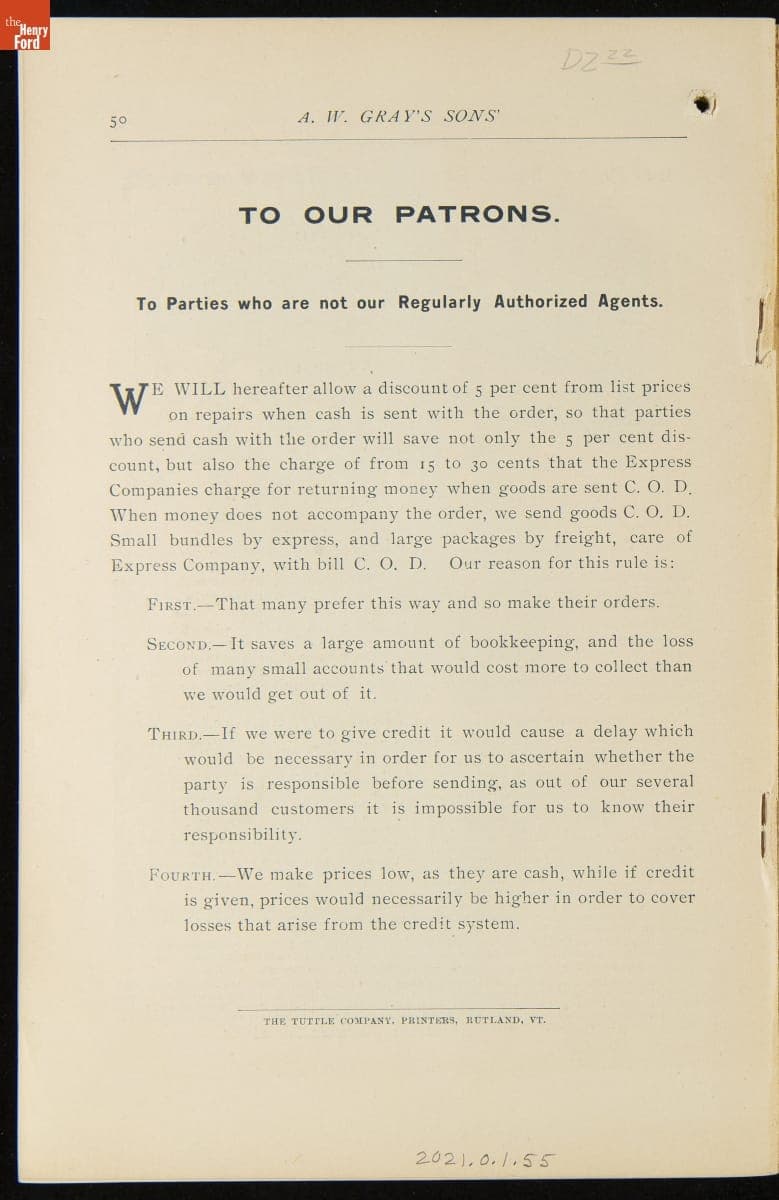 the
Henry
Ford
DZ 22
50 A. W. GRAY'S SONS'
TO OUR PATRONS.
To Parties who are not our Regularly Authorized Agents.
WE WILL hereafter allow a discount of 5 per cent from list prices
on repairs when cash is sent with the order, so that parties
who send cash with the order will save not only the 5 per cent dis-
count, but also the charge of from 15 to 30 cents that the Express
Companies charge for returning money when goods are sent C. O. D.
When money does not accompany the order, we send goods C. O. D.
Small bundles by express, and large packages by freight, care of
Express Company, with bill C. O. D. Our reason for this rule is:
FIRST.—That many prefer this way and so make their orders.
SECOND.—It saves a large amount of bookkeeping, and the loss
of many small accounts that would cost more to collect than
we would get out of it.
THIRD.—If we were to give credit it would cause a delay which
would be necessary in order for us to ascertain whether the
party is responsible before sending, as out of our several
thousand customers it is impossible for us to know their
responsibility.
FOURTH.—We make prices low, as they are cash, while if credit
is given, prices would necessarily be higher in order to cover
losses that arise from the credit system.
THE TUTTLE COMPANY, PRINTERS, RUTLAND, VT.
2021.0.1.55